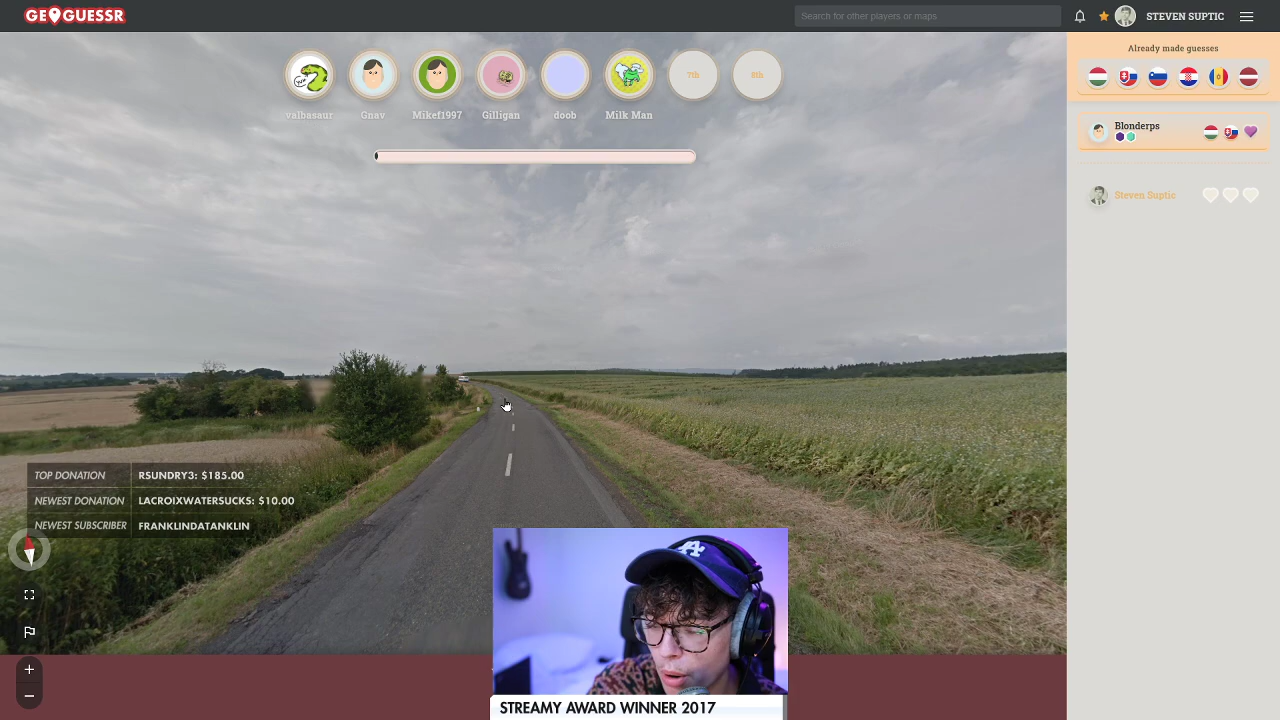 GEOGUESSR
Search for other players or maps
STEVEN SUPTIC
Already made guesses
7th
8th
valbasaur
Gnav
Mikef1997
Gilligan
doob
Milk Man
Blonderps
Steven Suptic
TOP DONATION RSUNDRY3: $185.00
NEWEST DONATION LACROIXWATERSUCKS: $10.00
NEWEST SUBSCRIBER FRANKLINDATANKLIN
LA
STREAMY AWARD WINNER 2017